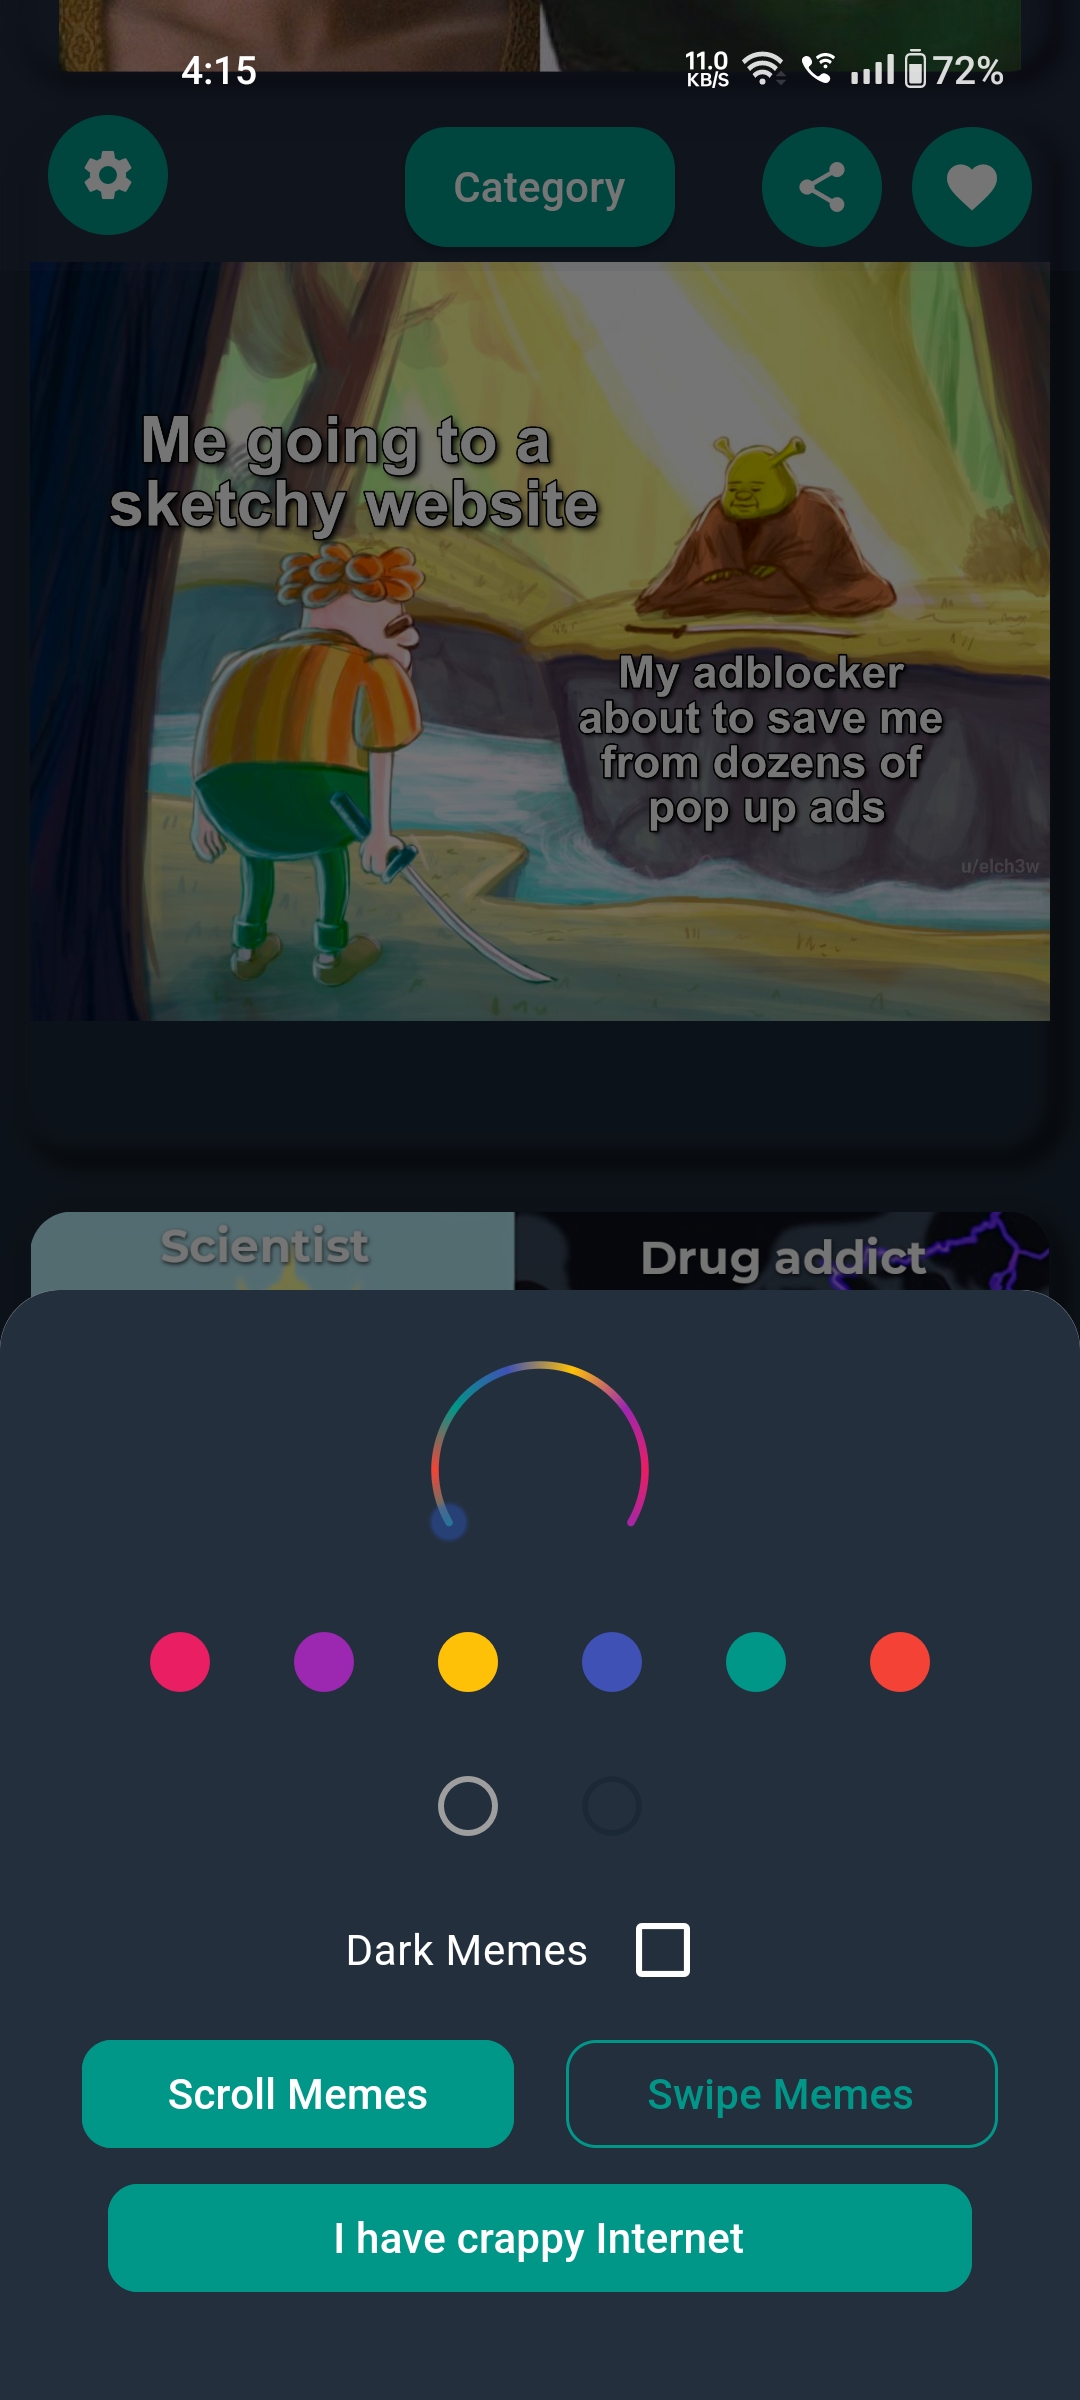 4:15
11.0
KB/S
72%
Category
Me going to a
sketchy website
My adblocker
about to save me
from dozens of
pop up ads
u/elch3w
Scientist
Drug addict
Dark Memes
Scroll Memes
Swipe Memes
I have crappy Internet